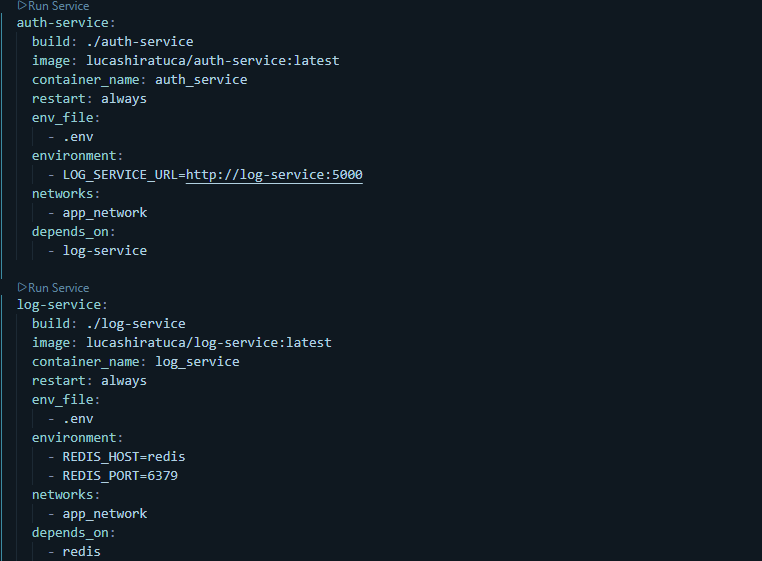 ▷Run Service
auth-service:
  build: ./auth-service
  image: lucashiratuca/auth-service:latest
  container_name: auth_service
  restart: always
  env_file:
    - .env
  environment:
    - LOG_SERVICE_URL=http://log-service:5000
  networks:
    - app_network
  depends_on:
    - log-service
▷Run Service
log-service:
  build: ./log-service
  image: lucashiratuca/log-service:latest
  container_name: log_service
  restart: always
  env_file:
    - .env
  environment:
    - REDIS_HOST=redis
    - REDIS_PORT=6379
  networks:
    - app_network
  depends_on:
    - redis